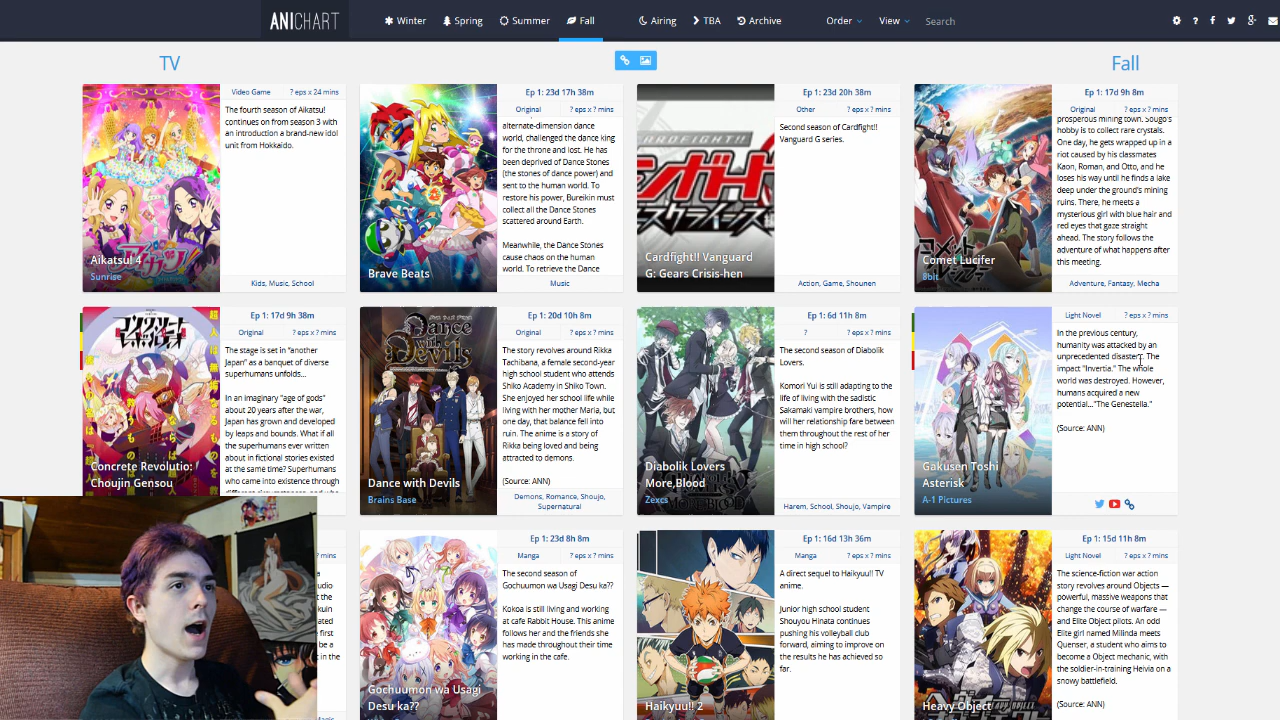 ANICHART
Winter
Spring
Summer
Fall
Airing
TBA
Archive
Order
View
Search
TV
Fall
Video Game
? eps x 24 mins
The fourth season of Aikatsu!
continues on from season 3 with
an introduction a brand-new idol
unit from Hokkaido.
Kids, Music, School
Aikatsu! 4
Sunrise
Ep 1: 23d 17h 38m
Original
? eps x ? mins
alternate-dimension dance
world, challenged the dance king
for the throne and lost. He has
been deprived of Dance Stones
(the stones of dance power) and
sent to the human world. To
restore his power, Bureikin must
collect all the Dance Stones
scattered around Earth.
Meanwhile, the Dance Stones
cause chaos on the human
world. To retrieve the Dance
Music
Brave Beats
Ep 1: 23d 20h 38m
Other
? eps x ? mins
Second season of Cardfight!!
Vanguard G series.
Action, Game, Shounen
Cardfight!! Vanguard
G: Gears Crisis-hen
Ep 1: 17d 9h 8m
Original
? eps x ? mins
prosperous mining town. Sougo's
hobby is to collect rare crystals.
One day, he gets wrapped up in a
riot caused by his classmates
Kaon, Roman, and Otto, and he
loses his way until he finds a lake
deep under the ground's mining
ruins. There, he meets a
mysterious girl with blue hair and
red eyes that gaze straight
ahead. The story follows the
adventure of what happens after
this meeting.
Adventure, Fantasy, Mecha
Comet Lucifer
8bit
Ep 1: 17d 9h 38m
Original
? eps x ? mins
The stage is set in "another
Japan" as a banquet of diverse
superhumans unfolds...
In an imaginary "age of gods"
about 20 years after the war,
Japan has grown and developed
by leaps and bounds. What if all
the superhumans ever written
about in fictional stories existed
at the same time? Superhumans
who came into existence through
Concrete Revolutio:
Choujin Gensou
Ep 1: 20d 10h 8m
Original
? eps x ? mins
The story revolves around Rikka
Tachibana, a female second-year
high school student who attends
Shiko Academy in Shiko Town.
She enjoyed her school life while
living with her mother Maria, but
one day, that balance fell into
ruin. The anime is a story of
Rikka being loved and being
attracted to demons.
(Source: ANN)
Demons, Romance, Shoujo,
Supernatural
Dance with Devils
Dance with Devils
Brains Base
Ep 1: 6d 11h 8m
?
? eps x ? mins
The second season of Diabolik
Lovers.
Komori Yui is still adapting to the
life of living with the sadistic
Sakamaki vampire brothers, how
will her relationship fare between
them throughout the rest of her
time in high school?
Harem, School, Shoujo, Vampire
Diabolik Lovers
More,Blood
Zexcs
Light Novel
? eps x ? mins
In the previous century,
humanity was attacked by an
unprecedented disaster. The
impact "Invertia." The whole
world was destroyed. However,
humans acquired a new
potential..."The Genestella."
(Source: ANN)
Gakusen Toshi
Asterisk
A-1 Pictures
? mins
Ep 1: 23d 8h 8m
Manga
? eps x ? mins
The second season of
Gochuumon wa Usagi Desu ka??
Kokoa is still living and working
at cafe Rabbit House. This anime
follows her and the friends she
has made throughout their time
working in the cafe.
Gochuumon wa Usagi
Desu ka??
Ep 1: 16d 13h 36m
Manga
? eps x ? mins
A direct sequel to Haikyuu!! TV
anime.
Junior high school student
Shouyou Hinata continues
pushing his volleyball club
forward, aiming to improve on
the results he has achieved so
far.
Haikyuu!! 2
Ep 1: 15d 11h 8m
Light Novel
? eps x ? mins
The science-fiction war action
story revolves around Objects —
powerful, massive weapons that
change the course of warfare —
and Elite Object pilots. An odd
Elite girl named Milinda meets
Quenser, a student who aims to
become a Object mechanic, with
the soldier-in-training Heivia on a
snowy battlefield.
(Source: ANN)
Heavy Object